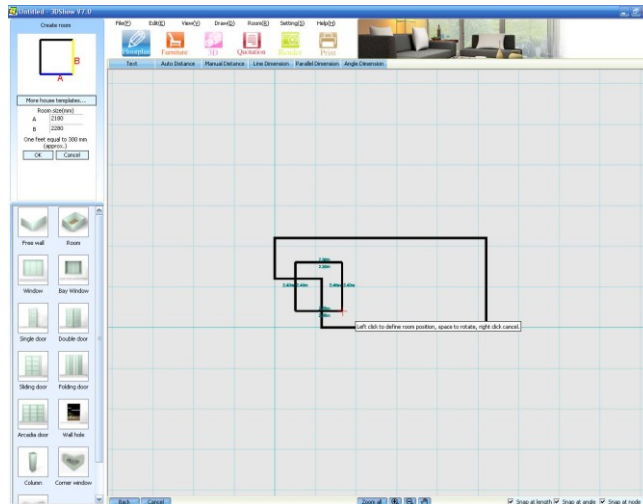 Untitled - 3DShow V7.0
Create room
File(F) Edit(E) View(V) Draw(D) Room(R) Setting(S) Help(H)
Floorplan Furniture 3D Quotation Render Print
Text Auto Distance Manual Distance Line Dimension Parallel Dimension Angle Dimension
B
A
More house templates...
Room size(mm)
A 2180
B 2280
One feet equal to 300 mm
(approx.)
OK Cancel
Free wall Room
Window Bay Window
Single door Double door
Sliding door Folding door
Arcadia door Wall hole
Column Corner window
Left click to define room position, space to rotate, right click cancel.
Back Cancel Zoom all Snap at length Snap at angle Snap at node